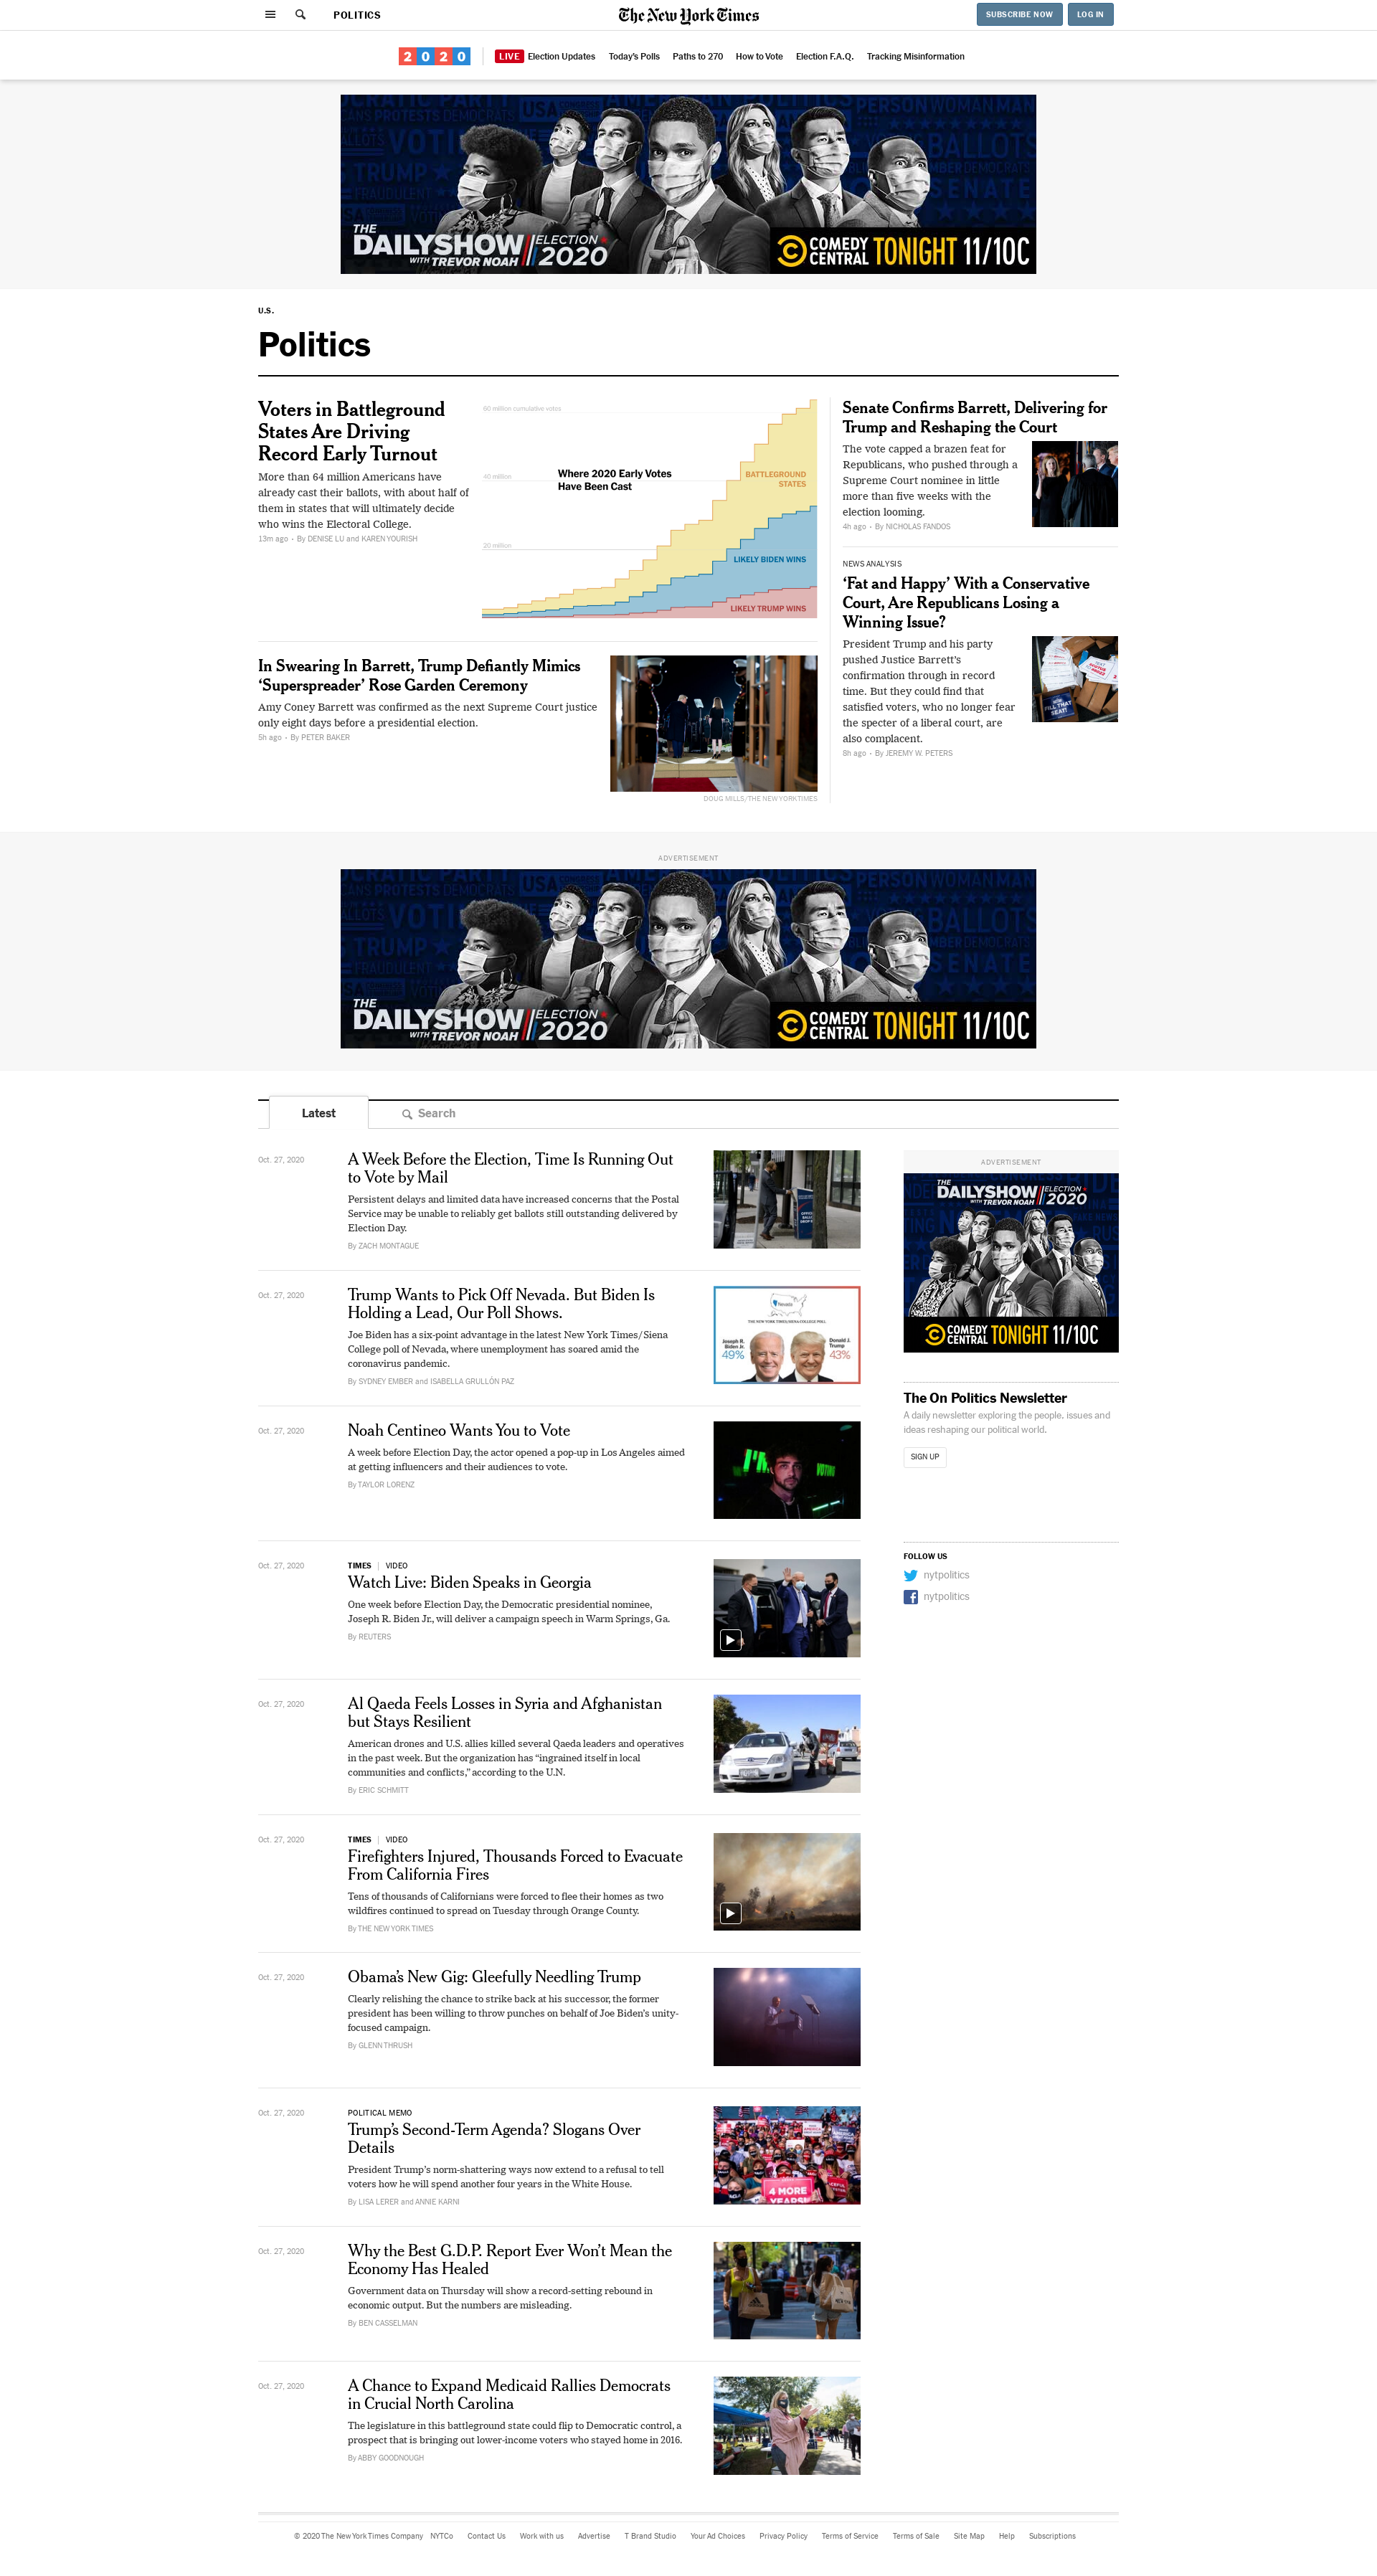 POLITICS
The New York Times
SUBSCRIBE NOW
LOG IN
2020
LIVE Election Updates
Today's Polls
Paths to 270
How to Vote
Election F.A.Q.
Tracking Misinformation
THE
DAILYSHOW
WITH TREVOR NOAH
ELECTION
2020
COMEDY
CENTRAL
TONIGHT 11/10C
U.S.
Politics
Voters in Battleground
States Are Driving
Record Early Turnout
More than 64 million Americans have
already cast their ballots, with about half of
them in states that will ultimately decide
who wins the Electoral College.
13m ago • By DENISE LU and KAREN YOURISH
60 million cumulative votes
40 million
20 million
Where 2020 Early Votes
Have Been Cast
BATTLEGROUND
STATES
LIKELY BIDEN WINS
LIKELY TRUMP WINS
In Swearing In Barrett, Trump Defiantly Mimics
‘Superspreader’ Rose Garden Ceremony
Amy Coney Barrett was confirmed as the next Supreme Court justice
only eight days before a presidential election.
5h ago • By PETER BAKER
DOUG MILLS/THE NEW YORK TIMES
Senate Confirms Barrett, Delivering for
Trump and Reshaping the Court
The vote capped a brazen feat for
Republicans, who pushed through a
Supreme Court nominee in little
more than five weeks with the
election looming.
4h ago • By NICHOLAS FANDOS
NEWS ANALYSIS
‘Fat and Happy’ With a Conservative
Court, Are Republicans Losing a
Winning Issue?
President Trump and his party
pushed Justice Barrett’s
confirmation through in record
time. But they could find that
satisfied voters, who no longer fear
the specter of a liberal court, are
also complacent.
8h ago • By JEREMY W. PETERS
FILL THAT
SEAT!
ADVERTISEMENT
THE
DAILYSHOW
WITH TREVOR NOAH
ELECTION
2020
COMEDY
CENTRAL
TONIGHT 11/10C
Latest
Search
Oct. 27, 2020
A Week Before the Election, Time Is Running Out
to Vote by Mail
Persistent delays and limited data have increased concerns that the Postal
Service may be unable to reliably get ballots still outstanding delivered by
Election Day.
By ZACH MONTAGUE
Oct. 27, 2020
Trump Wants to Pick Off Nevada. But Biden Is
Holding a Lead, Our Poll Shows.
Joe Biden has a six-point advantage in the latest New York Times/Siena
College poll of Nevada, where unemployment has soared amid the
coronavirus pandemic.
By SYDNEY EMBER and ISABELLA GRULLÓN PAZ
Nevada
THE NEW YORK TIMES/SIENA COLLEGE POLL
Joseph R.
Biden Jr.
49%
Donald J.
Trump
43%
Oct. 27, 2020
Noah Centineo Wants You to Vote
A week before Election Day, the actor opened a pop-up in Los Angeles aimed
at getting influencers and their audiences to vote.
By TAYLOR LORENZ
I'M
VOTING
Oct. 27, 2020
TIMES | VIDEO
Watch Live: Biden Speaks in Georgia
One week before Election Day, the Democratic presidential nominee,
Joseph R. Biden Jr., will deliver a campaign speech in Warm Springs, Ga.
By REUTERS
Oct. 27, 2020
Al Qaeda Feels Losses in Syria and Afghanistan
but Stays Resilient
American drones and U.S. allies killed several Qaeda leaders and operatives
in the past week. But the organization has “ingrained itself in local
communities and conflicts,” according to the U.N.
By ERIC SCHMITT
Oct. 27, 2020
TIMES | VIDEO
Firefighters Injured, Thousands Forced to Evacuate
From California Fires
Tens of thousands of Californians were forced to flee their homes as two
wildfires continued to spread on Tuesday through Orange County.
By THE NEW YORK TIMES
Oct. 27, 2020
Obama’s New Gig: Gleefully Needling Trump
Clearly relishing the chance to strike back at his successor, the former
president has been willing to throw punches on behalf of Joe Biden’s unity-
focused campaign.
By GLENN THRUSH
Oct. 27, 2020
POLITICAL MEMO
Trump’s Second-Term Agenda? Slogans Over
Details
President Trump’s norm-shattering ways now extend to a refusal to tell
voters how he will spend another four years in the White House.
By LISA LERER and ANNIE KARNI
4 MORE
YEARS!
Oct. 27, 2020
Why the Best G.D.P. Report Ever Won’t Mean the
Economy Has Healed
Government data on Thursday will show a record-setting rebound in
economic output. But the numbers are misleading.
By BEN CASSELMAN
Oct. 27, 2020
A Chance to Expand Medicaid Rallies Democrats
in Crucial North Carolina
The legislature in this battleground state could flip to Democratic control, a
prospect that is bringing out lower-income voters who stayed home in 2016.
By ABBY GOODNOUGH
ADVERTISEMENT
THE
DAILYSHOW
WITH TREVOR NOAH
ELECTION
2020
COMEDY
CENTRAL
TONIGHT 11/10C
The On Politics Newsletter
A daily newsletter exploring the people, issues and
ideas reshaping our political world.
SIGN UP
FOLLOW US
nytpolitics
nytpolitics
© 2020 The New York Times Company NYTCo Contact Us Work with us Advertise T Brand Studio Your Ad Choices Privacy Policy Terms of Service Terms of Sale Site Map Help Subscriptions